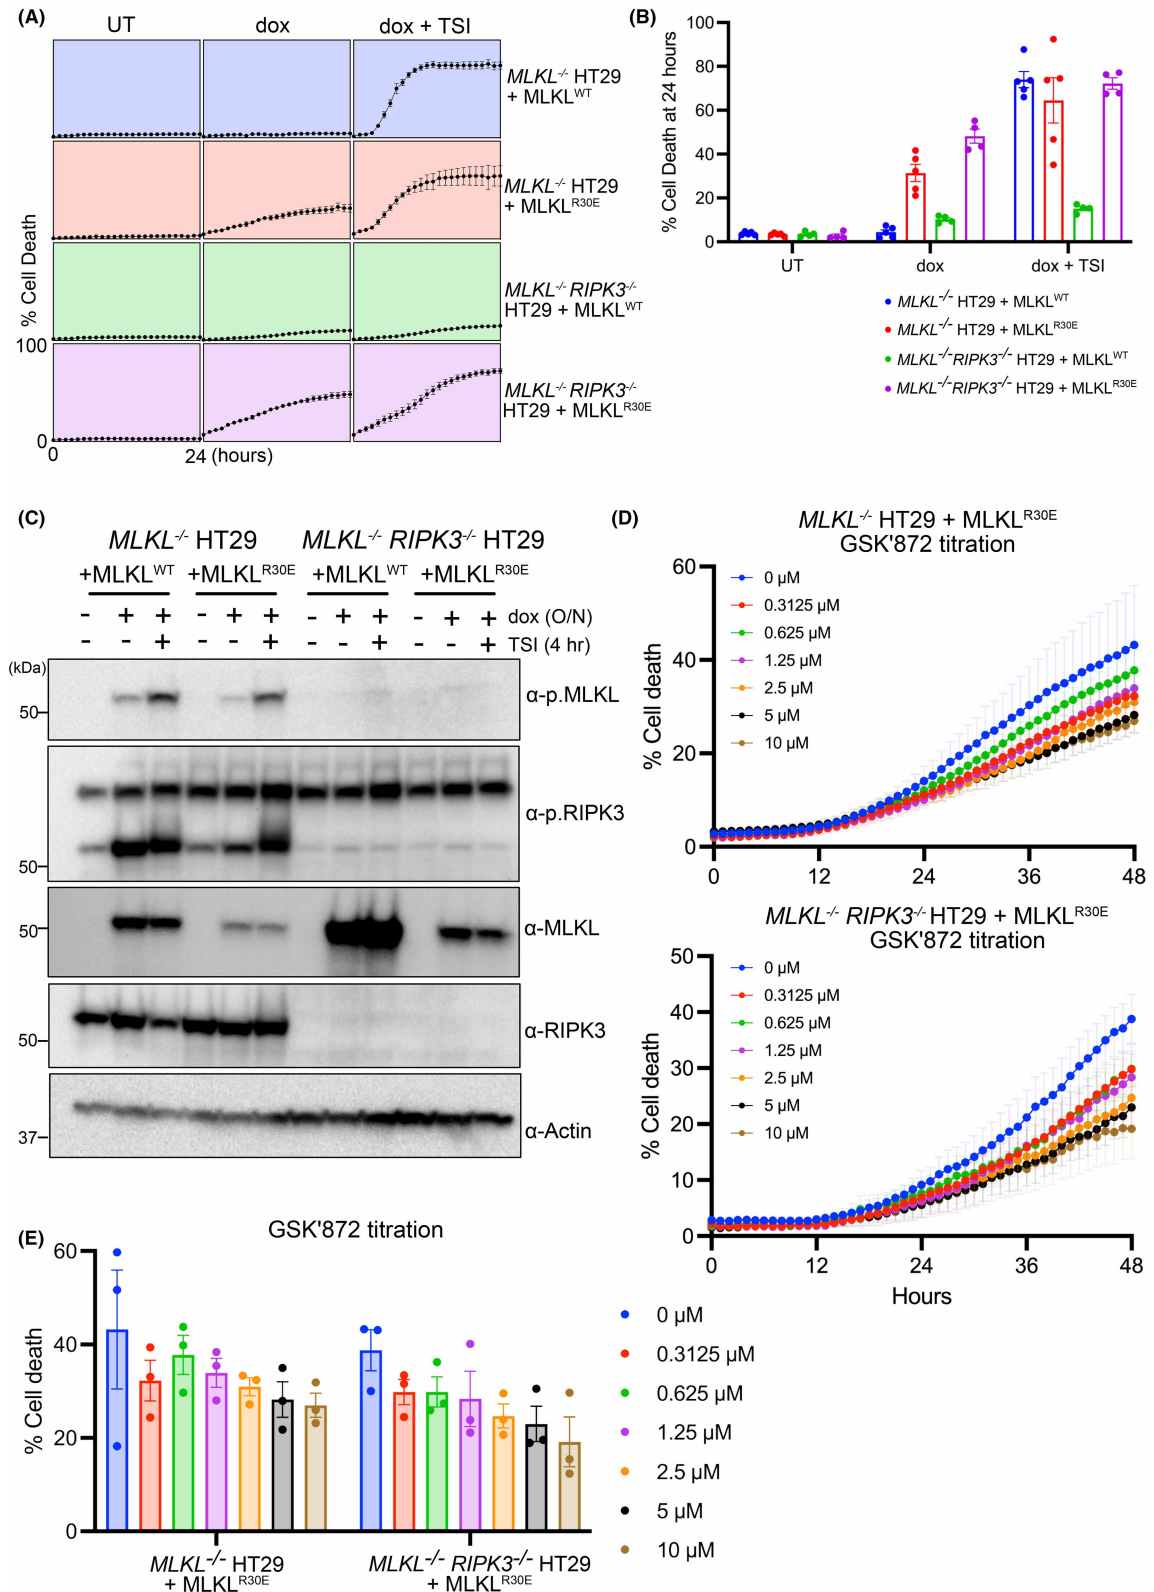 (A)
UT dox dox + TSI
MLKL-/- HT29
+ MLKLWT
MLKL-/- HT29
+ MLKLR30E
MLKL-/- RIPK3-/-
HT29 + MLKLWT
MLKL-/- RIPK3-/-
HT29 + MLKLR30E
% Cell Death
100
0
0 24 (hours)
(B)
% Cell Death at 24 hours
100
80
60
40
20
0
UT dox dox + TSI
MLKL-/- HT29 + MLKLWT
MLKL-/- HT29 + MLKLR30E
MLKL-/-RIPK3-/- HT29 + MLKLWT
MLKL-/-RIPK3-/- HT29 + MLKLR30E
(C)
MLKL-/- HT29 MLKL-/- RIPK3-/- HT29
+MLKLWT +MLKLR30E +MLKLWT +MLKLR30E
- + + - + + - + + - + + dox (O/N)
- - + - - + - - + - - + TSI (4 hr)
(kDa)
50 α-p.MLKL
α-p.RIPK3
50
50 α-MLKL
50 α-RIPK3
37 α-Actin
(D)
MLKL-/- HT29 + MLKLR30E
GSK'872 titration
% Cell death
60
40
20
0
0 12 24 36 48
0 µM
0.3125 µM
0.625 µM
1.25 µM
2.5 µM
5 µM
10 µM
MLKL-/- RIPK3-/- HT29 + MLKLR30E
GSK'872 titration
% Cell death
50
40
30
20
10
0
0 12 24 36 48
Hours
0 µM
0.3125 µM
0.625 µM
1.25 µM
2.5 µM
5 µM
10 µM
(E)
GSK'872 titration
% Cell death
60
40
20
0
MLKL-/- HT29
+ MLKLR30E
MLKL-/- RIPK3-/- HT29
+ MLKLR30E
0 µM
0.3125 µM
0.625 µM
1.25 µM
2.5 µM
5 µM
10 µM